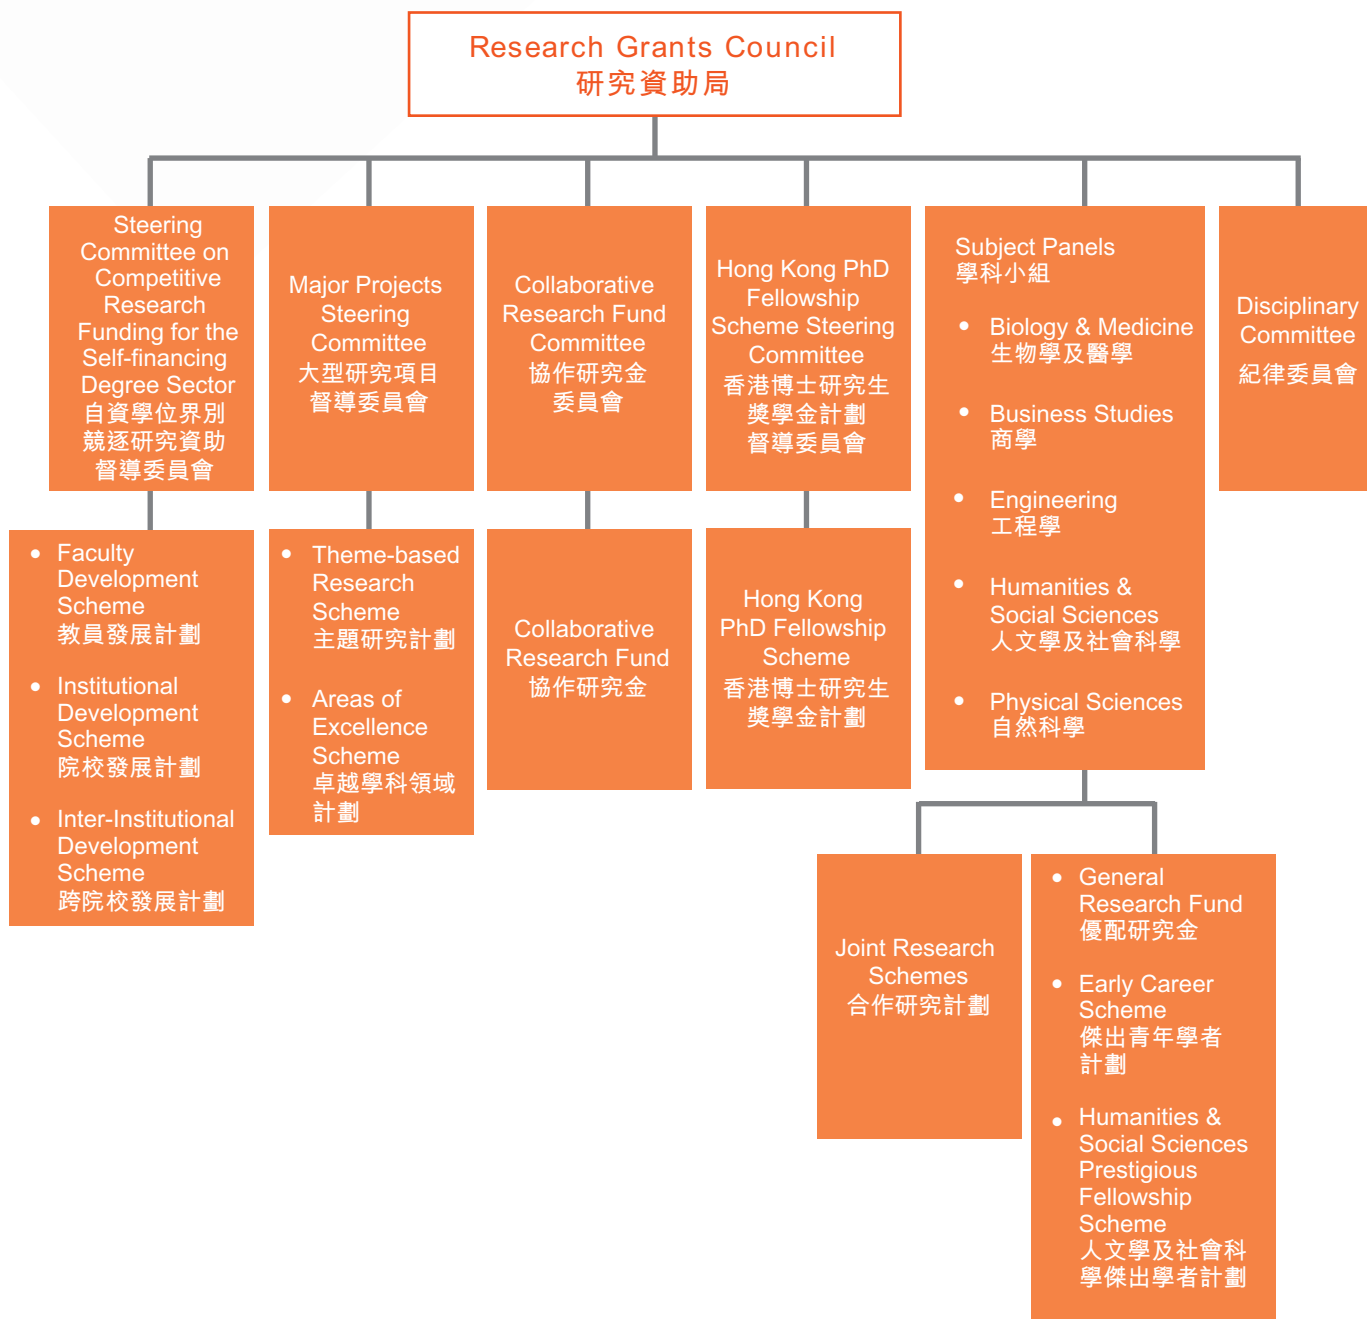 Research Grants Council
研究資助局
Steering
Committee on
Competitive
Research
Funding for the
Self-financing
Degree Sector
自資學位界別
競逐研究資助
督導委員會
Major Projects
Steering
Committee
大型研究項目
督導委員會
Collaborative
Research Fund
Committee
協作研究金
委員會
Hong Kong PhD
Fellowship
Scheme Steering
Committee
香港博士研究生
獎學金計劃
督導委員會
Subject Panels
學科小組
• Biology & Medicine
生物學及醫學
• Business Studies
商學
• Engineering
工程學
• Humanities &
Social Sciences
人文學及社會科學
• Physical Sciences
自然科學
Disciplinary
Committee
紀律委員會
• Faculty
Development
Scheme
教員發展計劃
• Institutional
Development
Scheme
院校發展計劃
• Inter-Institutional
Development
Scheme
跨院校發展計劃
• Theme-based
Research
Scheme
主題研究計劃
• Areas of
Excellence
Scheme
卓越學科領域
計劃
Collaborative
Research Fund
協作研究金
Hong Kong
PhD Fellowship
Scheme
香港博士研究生
獎學金計劃
Joint Research
Schemes
合作研究計劃
• General
Research Fund
優配研究金
• Early Career
Scheme
傑出青年學者
計劃
• Humanities &
Social Sciences
Prestigious
Fellowship
Scheme
人文學及社會科
學傑出學者計劃